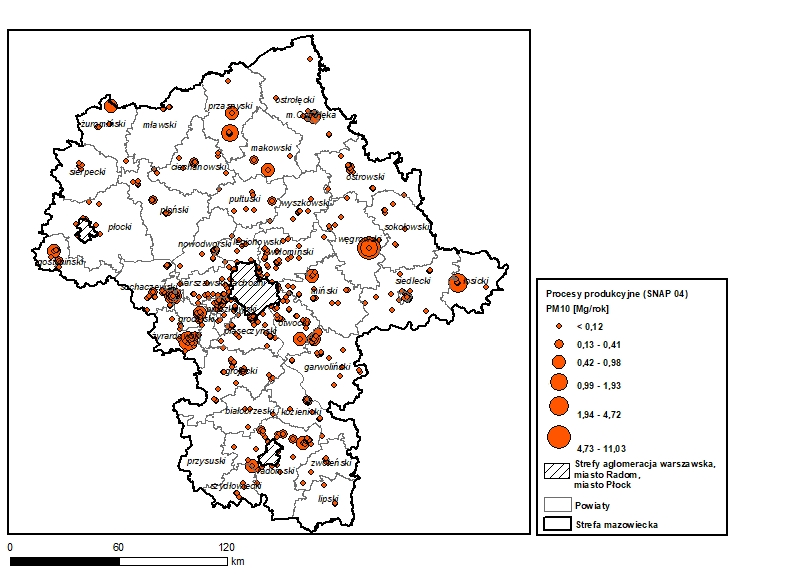 ostrołęcki
przasnyski
m.Ostrołęka
żuromiński
mławski
makowski
ciechanowski
sierpecki
ostrowski
pułtuski
wyszkowski
płoński
płocki
sokołowski
nowodworski
legionowski
węgrowski
wołomiński
gostyniński
sochaczewski
warszawski zachodni
miński
siedlecki
łosicki
grodziski
otwocki
piaseczyński
żyrardowski
garwoliński
grójecki
białobrzeski
kozienicki
przysuski
zwoleński
radomski
szydłowiecki
lipski
Procesy produkcyjne (SNAP 04)
PM10 [Mg/rok]
< 0,12
0,13 - 0,41
0,42 - 0,98
0,99 - 1,93
1,94 - 4,72
4,73 - 11,03
Strefy aglomeracja warszawska,
miasto Radom,
miasto Płock
Powiaty
Strefa mazowiecka
0 60 120
km